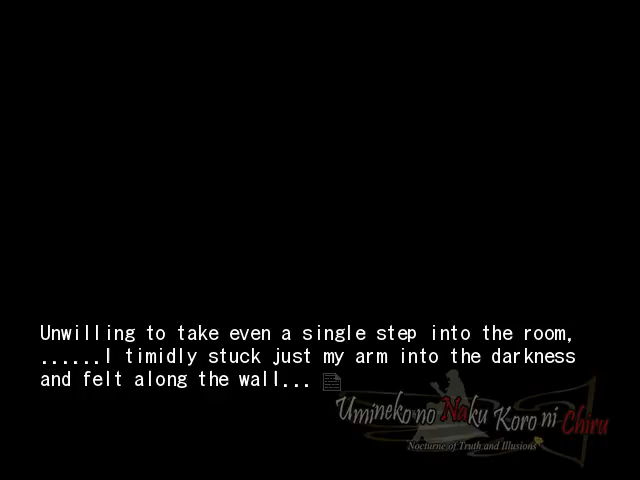 Unwilling to take even a single step into the room,
......I timidly stuck just my arm into the darkness
and felt along the wall...
Umineko no Naku Koro ni Chiru
Nocturne of Truth and Illusions